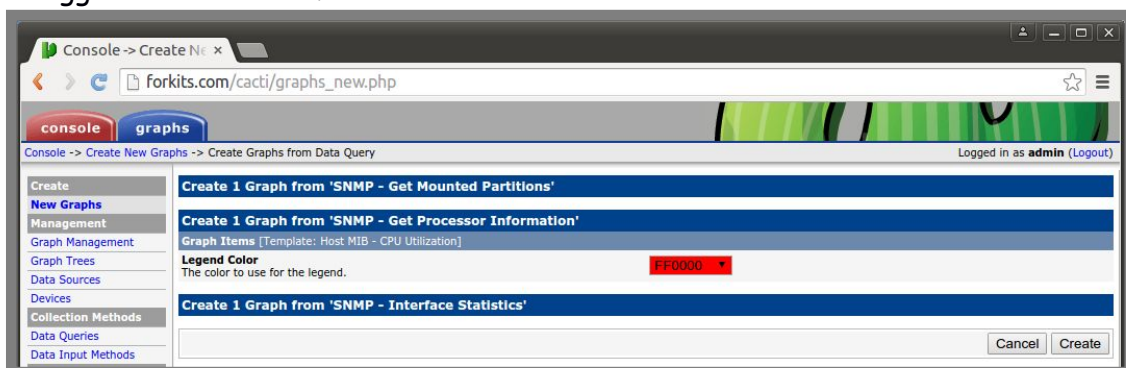 Console -> Create Ne
forkits.com/cacti/graphs_new.php
console graphs
Console -> Create New Graphs -> Create Graphs from Data Query
Logged in as admin (Logout)
Create
New Graphs
Management
Graph Management
Graph Trees
Data Sources
Devices
Collection Methods
Data Queries
Data Input Methods
Create 1 Graph from 'SNMP - Get Mounted Partitions'
Create 1 Graph from 'SNMP - Get Processor Information'
Graph Items [Template: Host MIB - CPU Utilization]
Legend Color
The color to use for the legend.
FF0000
Create 1 Graph from 'SNMP - Interface Statistics'
Cancel Create